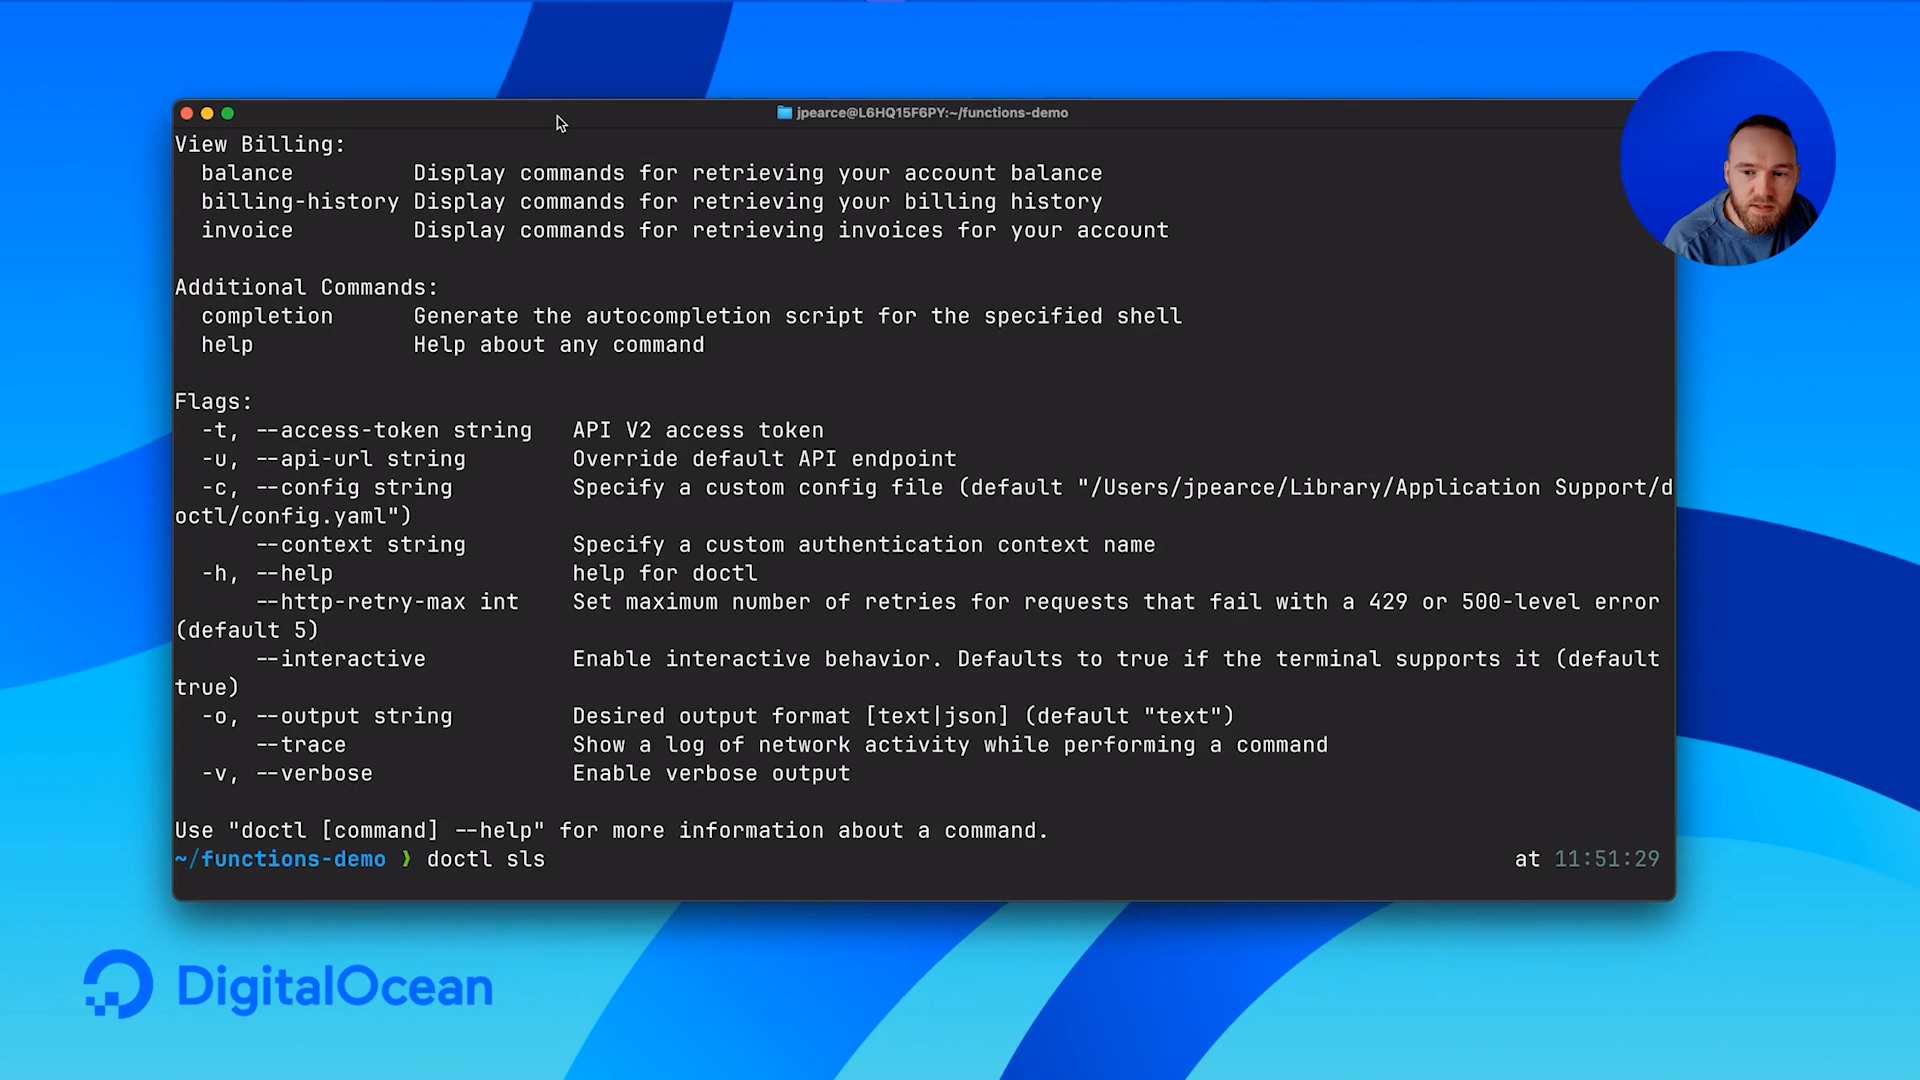 jpearce@L6HQ15F6PY:~/functions-demo
View Billing:
balance Display commands for retrieving your account balance
billing-history Display commands for retrieving your billing history
invoice Display commands for retrieving invoices for your account
Additional Commands:
completion Generate the autocompletion script for the specified shell
help Help about any command
Flags:
-t, --access-token string API V2 access token
-u, --api-url string Override default API endpoint
-c, --config string Specify a custom config file (default "/Users/jpearce/Library/Application Support/d
octl/config.yaml")
--context string Specify a custom authentication context name
-h, --help help for doctl
--http-retry-max int Set maximum number of retries for requests that fail with a 429 or 500-level error
(default 5)
--interactive Enable interactive behavior. Defaults to true if the terminal supports it (default
true)
-o, --output string Desired output format [text|json] (default "text")
--trace Show a log of network activity while performing a command
-v, --verbose Enable verbose output
Use "doctl [command] --help" for more information about a command.
~/functions-demo ❯ doctl sls at 11:51:29
DigitalOcean